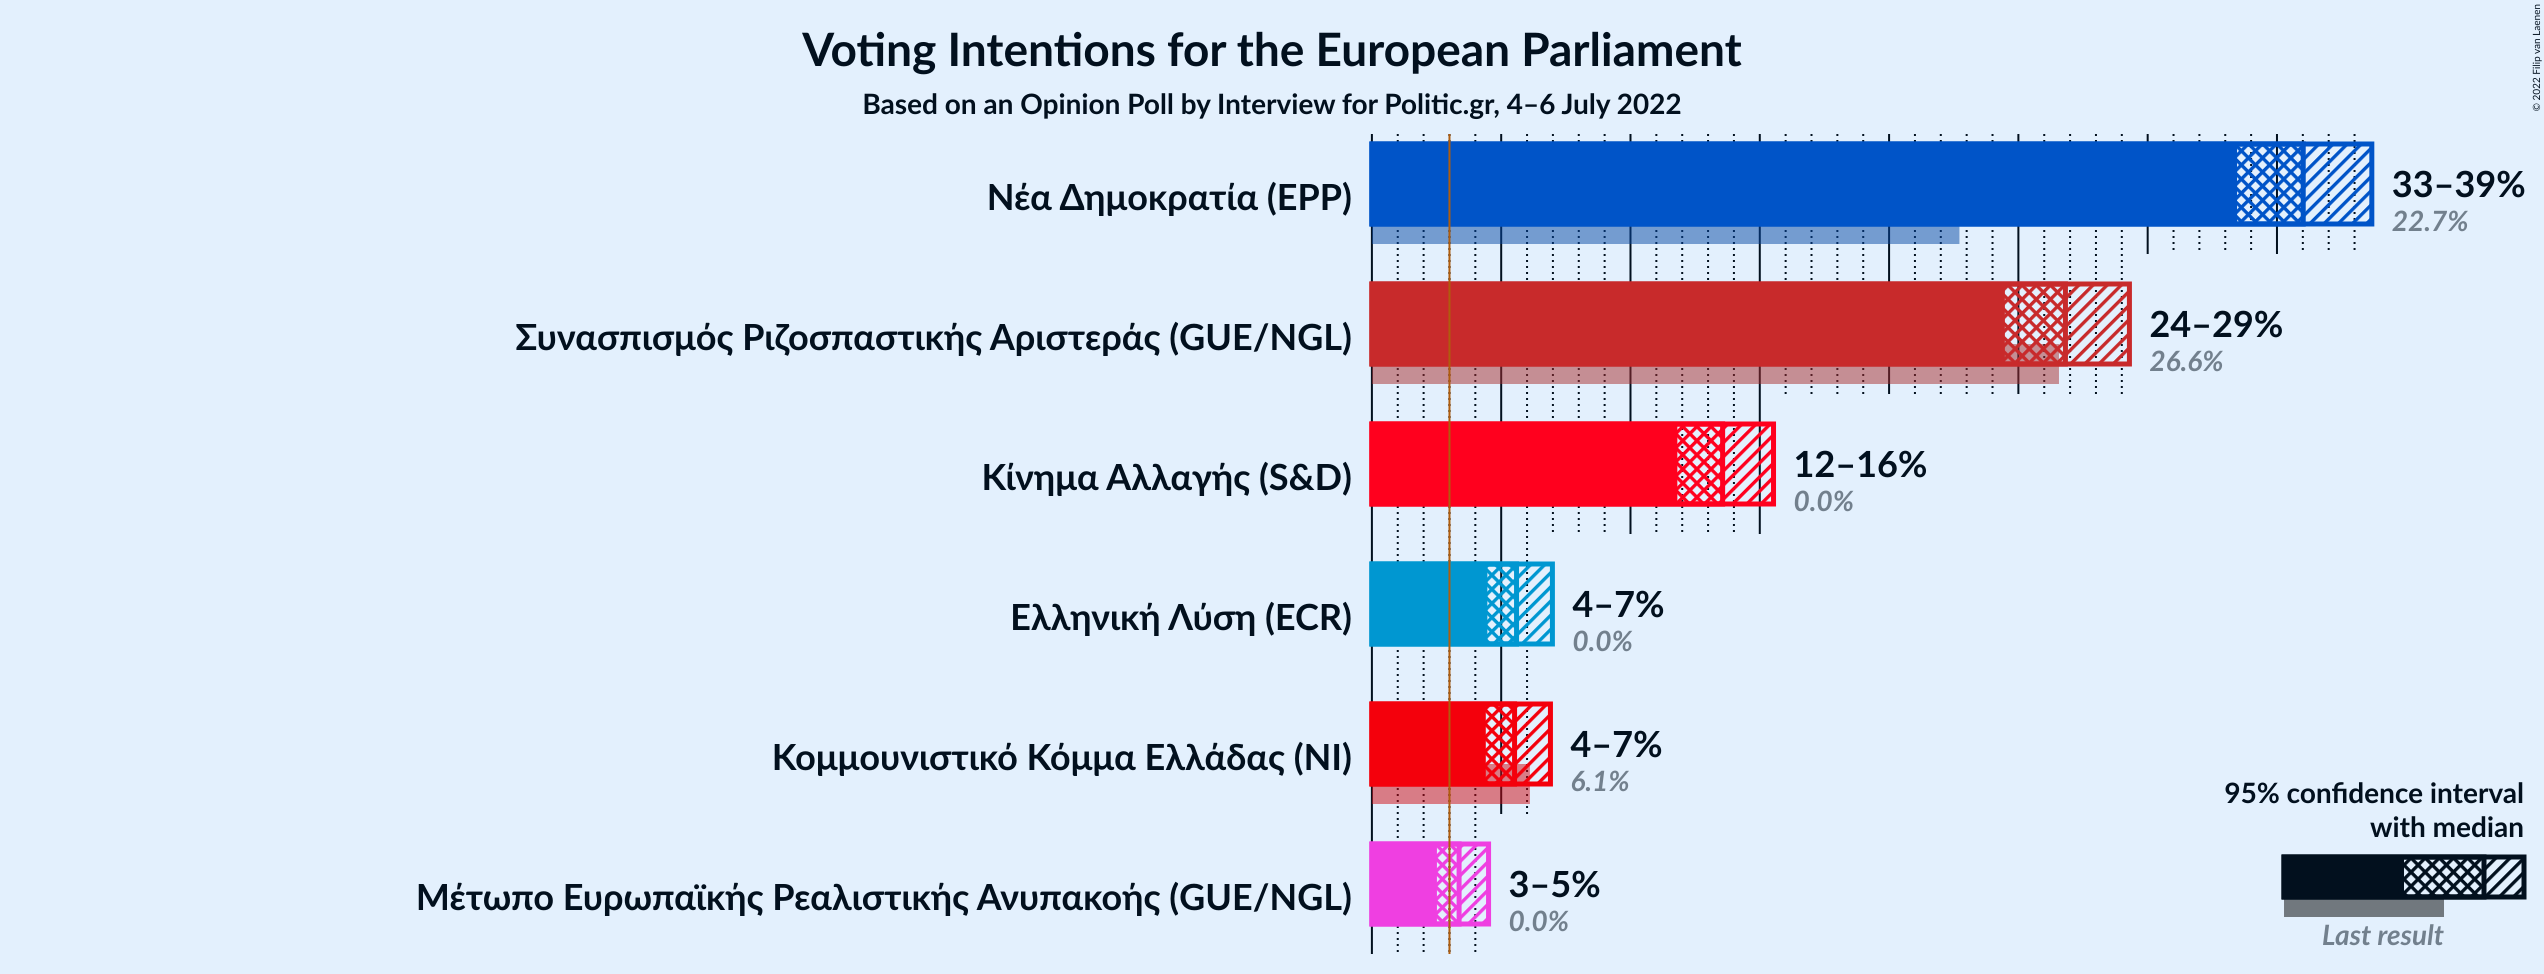 Voting Intentions for the European Parliament
Based on an Opinion Poll by Interview for Politic.gr, 4–6 July 2022
© 2022 Filip van Laenen
Νέα Δημοκρατία (EPP)
33–39%
22.7%
Συνασπισμός Ριζοσπαστικής Αριστεράς (GUE/NGL)
24–29%
26.6%
Κίνημα Αλλαγής (S&D)
12–16%
0.0%
Ελληνική Λύση (ECR)
4–7%
0.0%
Κομμουνιστικό Κόμμα Ελλάδας (NI)
4–7%
6.1%
Μέτωπο Ευρωπαϊκής Ρεαλιστικής Ανυπακοής (GUE/NGL)
3–5%
0.0%
95% confidence interval
with median
Last result